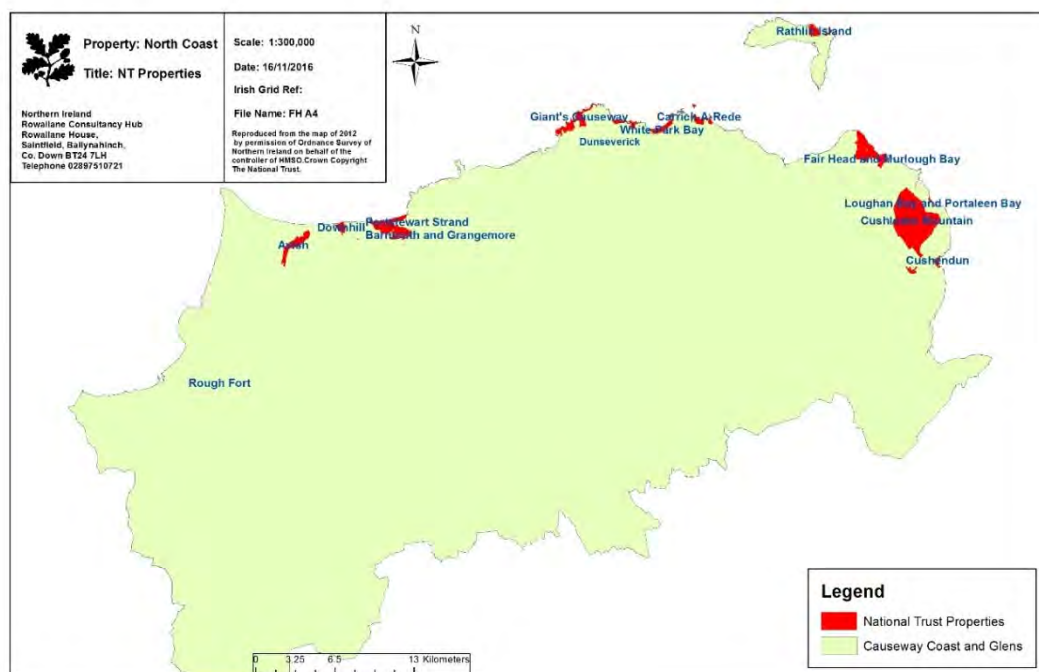 Property: North Coast
Title: NT Properties
Northern Ireland
Rowallane Consultancy Hub
Rowallane House,
Saintfield, Ballynahinch,
Co. Down BT24 7LH
Telephone 02897510721
Scale: 1:300,000
Date: 16/11/2016
Irish Grid Ref:
File Name: FH A4
Reproduced from the map of 2012
by permission of Ordnance Survey of
Northern Ireland on behalf of the
controller of HMSO.Crown Copyright
The National Trust.
N
Rathlin Island
Giant's Causeway
Carrick A Rede
White Park Bay
Dunseverick
Fair Head and Murlough Bay
Loughan Bay and Portaleen Bay
Cushleake Mountain
Cushendun
Portstewart Strand
Downhill
Barmouth and Grangemore
Avish
Rough Fort
0 3.25 6.5 13 Kilometers
Legend
National Trust Properties
Causeway Coast and Glens